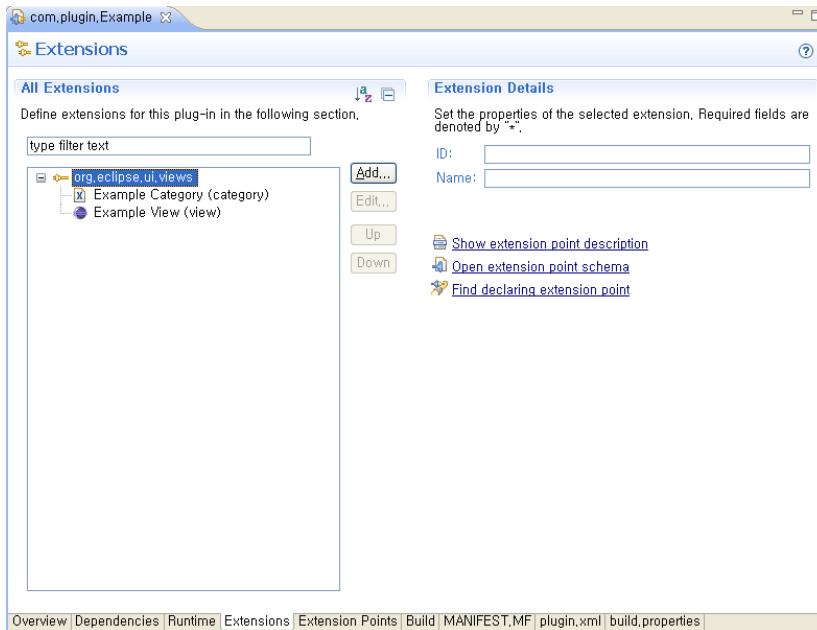 com,plugin,Example
Extensions
All Extensions
Define extensions for this plug-in in the following section,
type filter text
org,eclipse,ui,views
Example Category (category)
Example View (view)
Add...
Edit...
Up
Down
Extension Details
Set the properties of the selected extension, Required fields are
denoted by "*",
ID:
Name:
Show extension point description
Open extension point schema
Find declaring extension point
Overview Dependencies Runtime Extensions Extension Points Build MANIFEST,MF plugin,xml build,properties